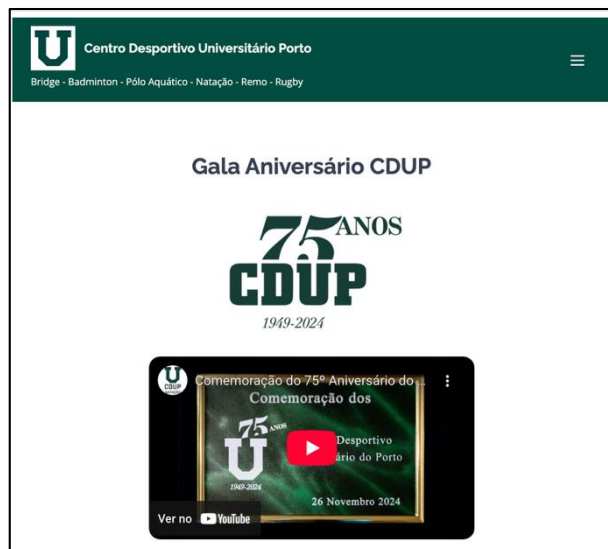 U
Centro Desportivo Universitário Porto
Bridge - Badminton - Pólo Aquático - Natação - Remo - Rugby
Gala Aniversário CDUP
75 ANOS
CDUP
1949-2024
U
CDUP
Comemoração do 75º Aniversário do ...
Comemoração dos
75 ANOS
U
Desportivo
ário do Porto
1949-2024
26 Novembro 2024
Ver no YouTube